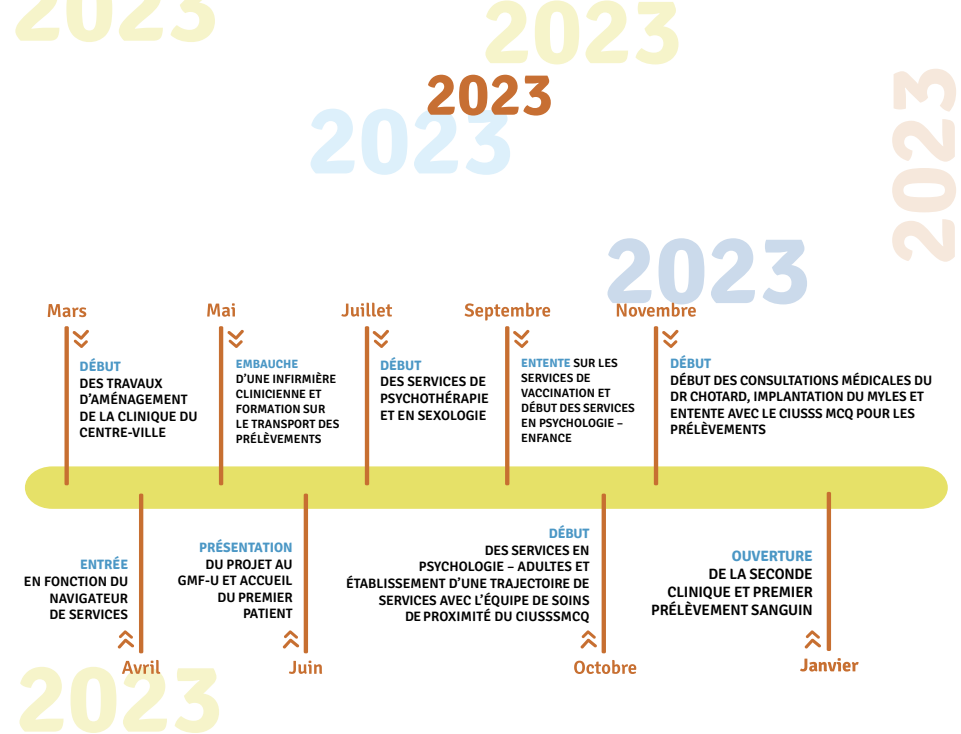 2023
2023
2023
2023
2023
2023
Mars
DÉBUT
DES TRAVAUX
D’AMÉNAGEMENT
DE LA CLINIQUE DU
CENTRE-VILLE
Mai
EMBAUCHE
D’UNE INFIRMIÈRE
CLINICIENNE ET
FORMATION SUR
LE TRANSPORT DES
PRÉLÈVEMENTS
Juillet
DÉBUT
DES SERVICES DE
PSYCHOTHÉRAPIE
ET EN SEXOLOGIE
Septembre
ENTENTE SUR LES
SERVICES DE
VACCINATION ET
DÉBUT DES SERVICES
EN PSYCHOLOGIE –
ENFANCE
Novembre
DÉBUT
DÉBUT DES CONSULTATIONS MÉDICALES DU
DR CHOTARD, IMPLANTATION DU MYLES ET
ENTENTE AVEC LE CIUSSS MCQ POUR LES
PRÉLÈVEMENTS
ENTRÉE
EN FONCTION DU
NAVIGATEUR
DE SERVICES
Avril
PRÉSENTATION
DU PROJET AU
GMF-U ET ACCUEIL
DU PREMIER
PATIENT
Juin
DÉBUT
DES SERVICES EN
PSYCHOLOGIE – ADULTES ET
ÉTABLISSEMENT D’UNE TRAJECTOIRE DE
SERVICES AVEC L’ÉQUIPE DE SOINS
DE PROXIMITÉ DU CIUSSSMCQ
Octobre
OUVERTURE
DE LA SECONDE
CLINIQUE ET PREMIER
PRÉLÈVEMENT SANGUIN
Janvier
2023